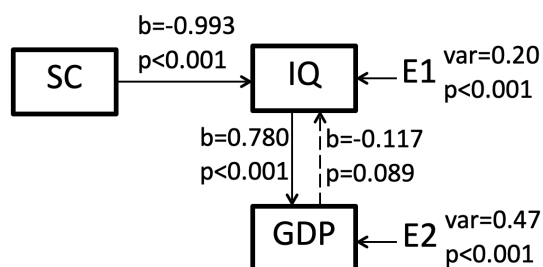 b=-0.993
p<0.001
SC
IQ
E1
var=0.20
p<0.001
b=0.780
p<0.001
b=-0.117
p=0.089
GDP
E2
var=0.47
p<0.001